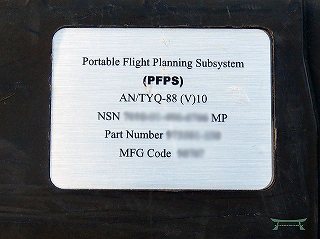 Portable Flight Planning Subsystem
(PFPS)
AN/TYQ-88 (V)10
NSN MP
Part Number
MFG Code